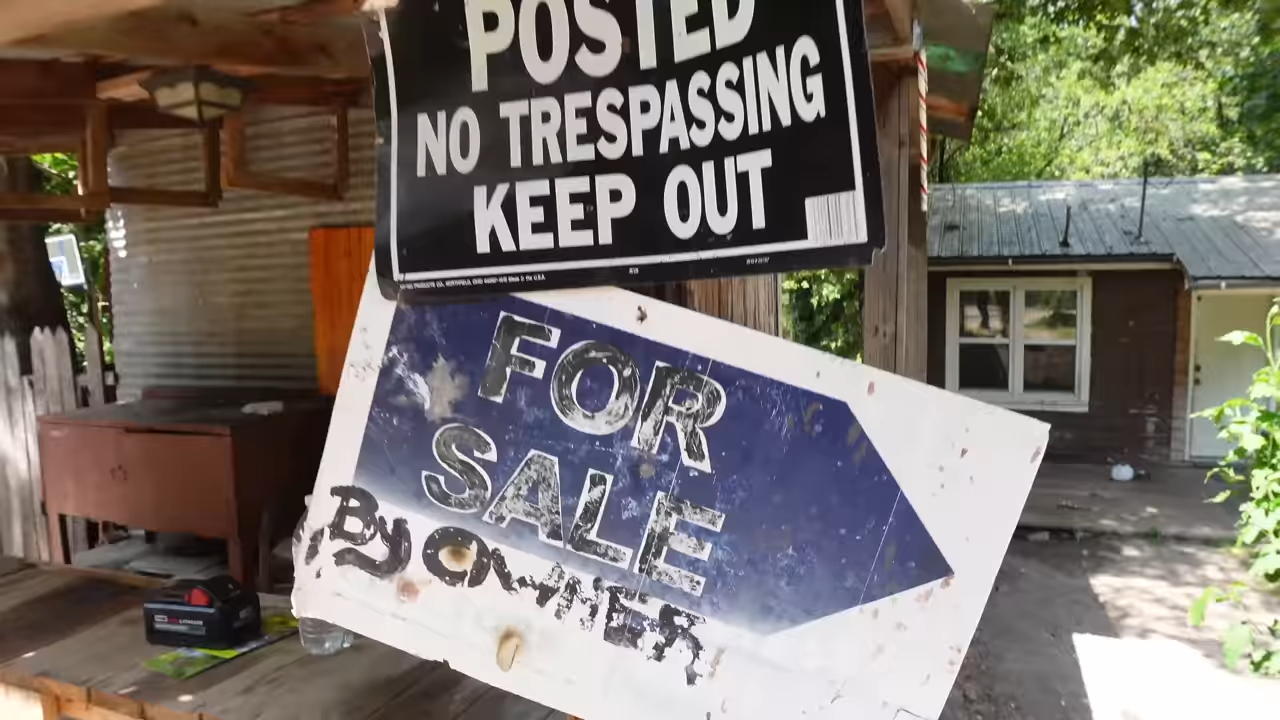 POSTED
NO TRESPASSING
KEEP OUT
FOR
SALE
By OWNER